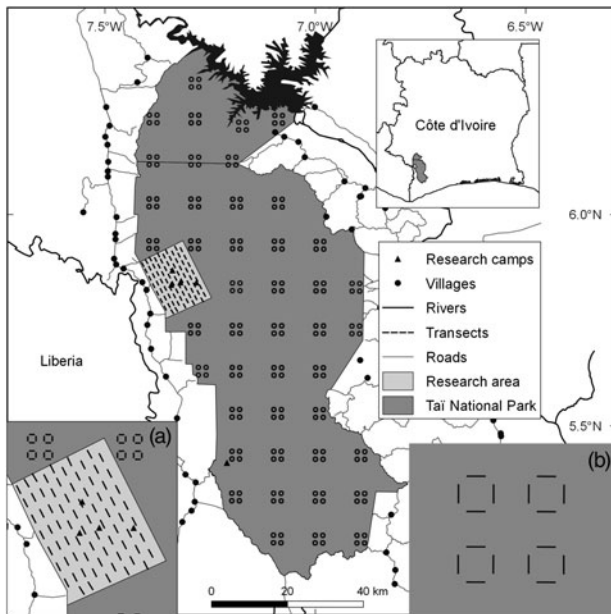 7.5°W
7.0°W
6.5°W
Côte d'Ivoire
6.0°N
Research camps
Villages
Rivers
Transects
Roads
Research area
Taï National Park
Liberia
5.5°N
(a)
(b)
0
20
40 km